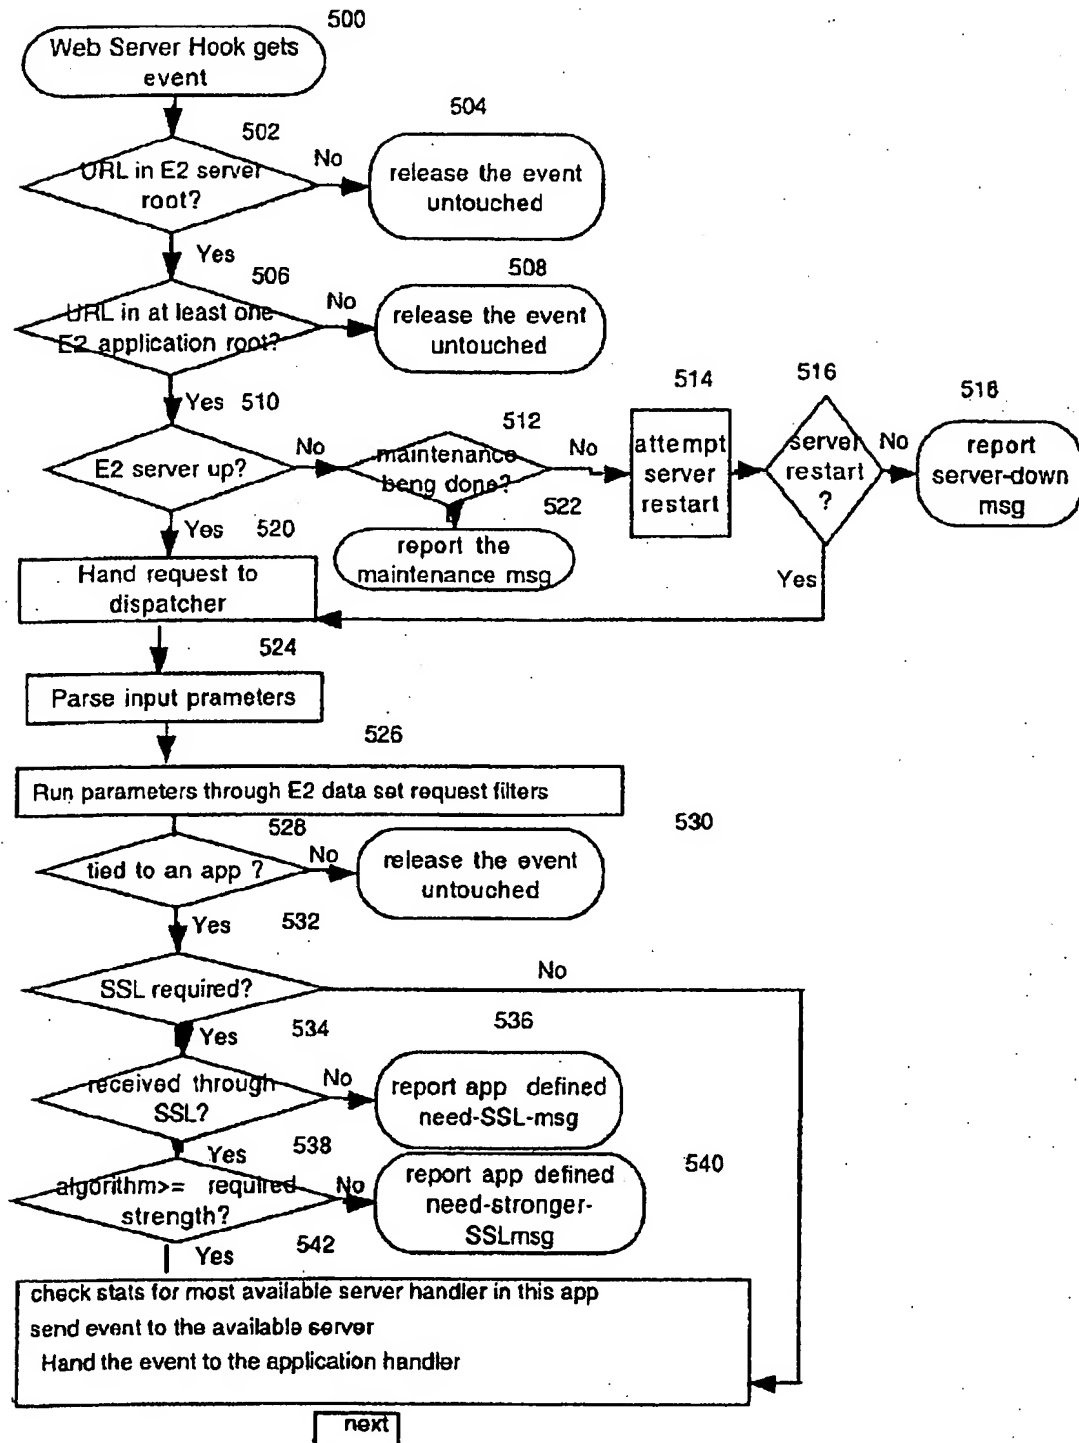 500
Web Server Hook gets
event
502
504
URL in E2 server
root?
No
release the event
untouched
Yes
506
508
URL in at least one
E2 application root?
No
release the event
untouched
Yes
510
512
514
516
518
E2 server up?
No
maintenance
beng done?
No
attempt
server
restart
server
restart
?
No
report
server-down
msg
Yes
520
522
report the
maintenance msg
Yes
Hand request to
dispatcher
524
Parse input prameters
526
Run parameters through E2 data set request filters
528
530
tied to an app ?
No
release the event
untouched
Yes
532
SSL required?
No
Yes
534
536
received through
SSL?
No
report app defined
need-SSL-msg
Yes
538
540
algorithm>= required
strength?
No
report app defined
need-stronger-
SSLmsg
Yes
542
check stats for most available server handler in this app
send event to the available server
Hand the event to the application handler
next